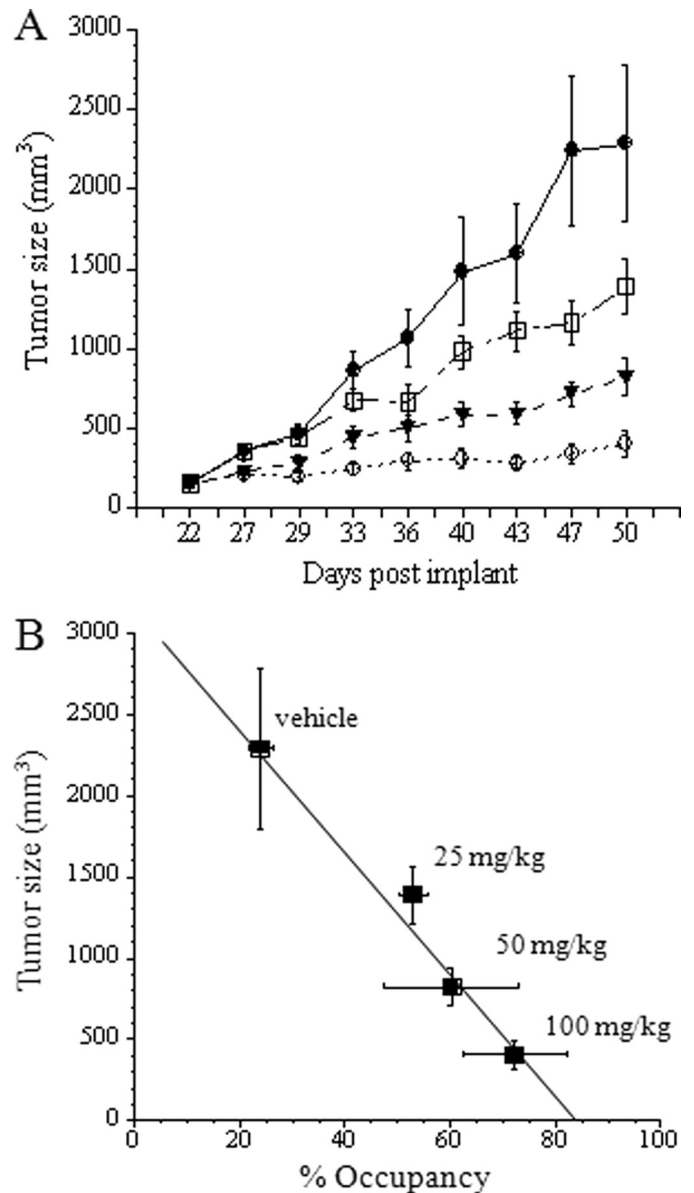 A
3000
2500
2000
1500
1000
500
0
Tumor size (mm³)
22 27 29 33 36 40 43 47 50
Days post implant
B
3000
2500
2000
1500
1000
500
0
Tumor size (mm³)
vehicle
25 mg/kg
50 mg/kg
100 mg/kg
0 20 40 60 80 100
% Occupancy